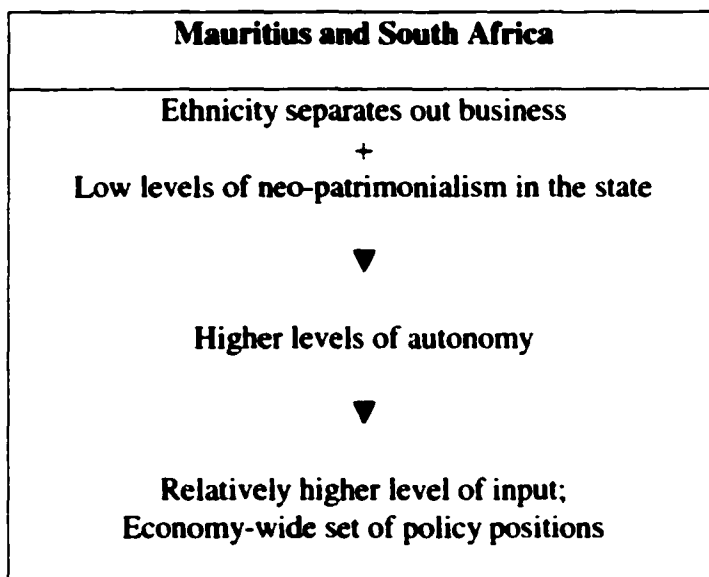 Mauritius and South Africa
Ethnicity separates out business
+
Low levels of neo-patrimonialism in the state
▼
Higher levels of autonomy
▼
Relatively higher level of input;
Economy-wide set of policy positions